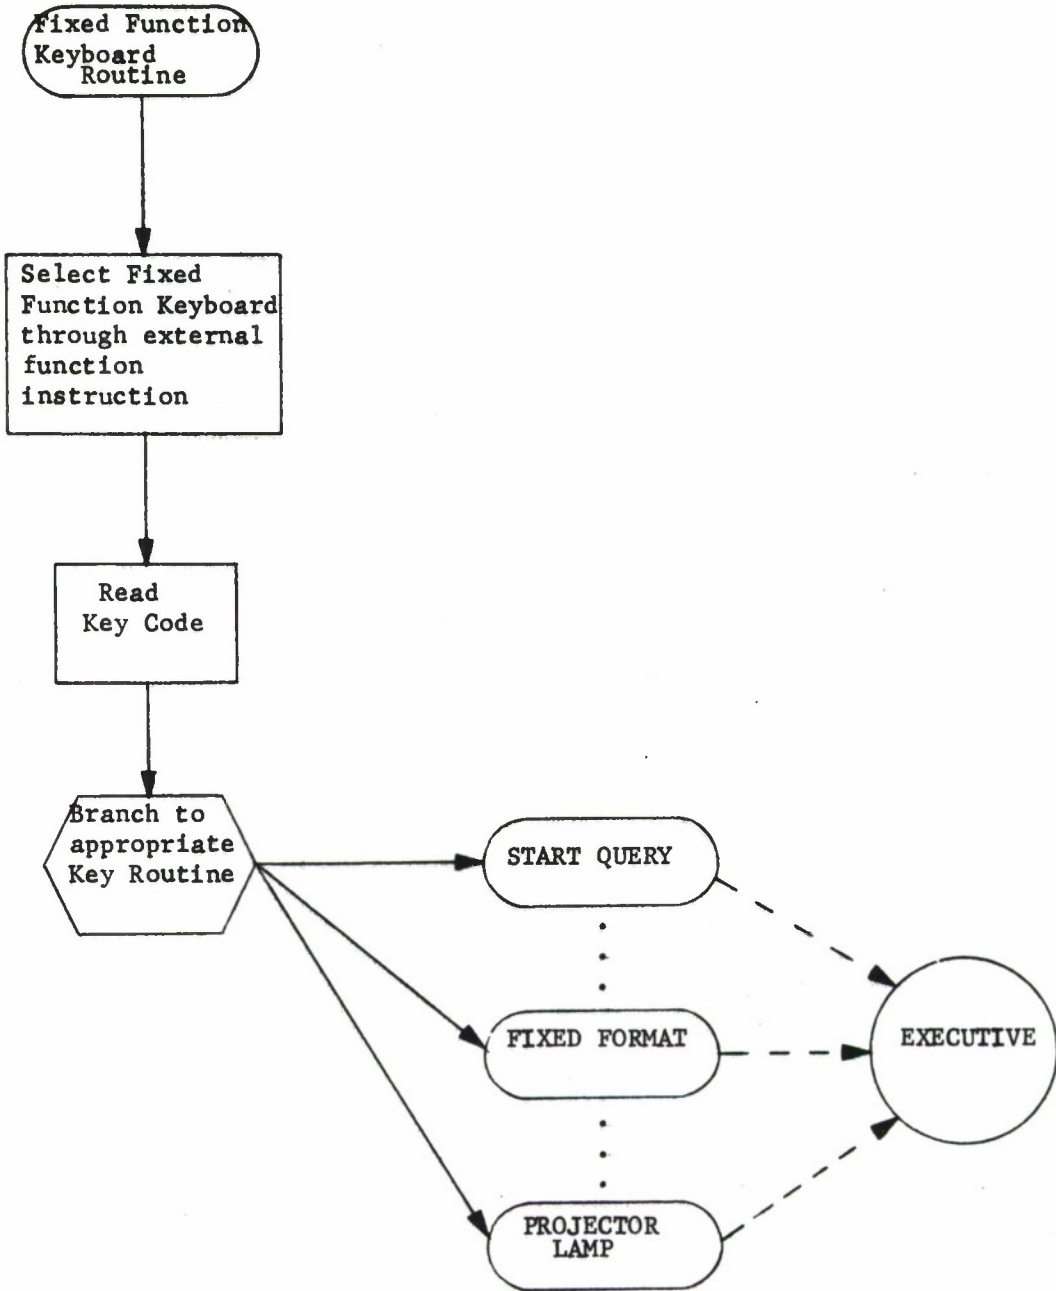 Fixed Function
Keyboard
Routine
Select Fixed
Function Keyboard
through external
function
instruction
Read
Key Code
Branch to
appropriate
Key Routine
START QUERY
FIXED FORMAT
EXECUTIVE
PROJECTOR
LAMP